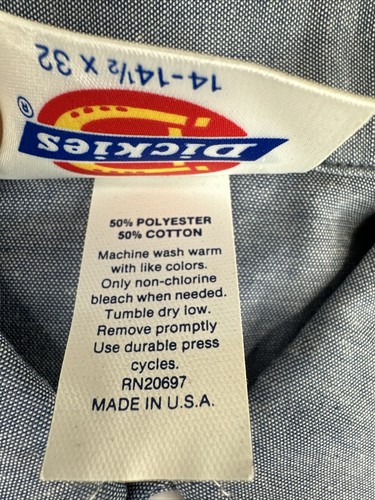 14-14½ X 32
Dickies
®
50% POLYESTER
50% COTTON
Machine wash warm
with like colors.
Only non-chlorine
bleach when needed.
Tumble dry low.
Remove promptly
Use durable press
cycles.
RN20697
MADE IN U.S.A.